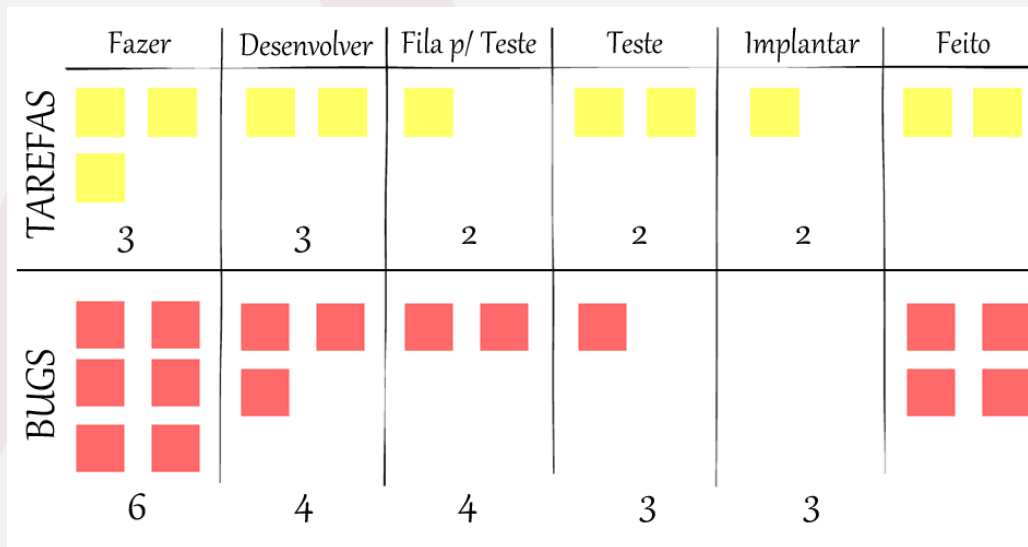 Fazer Desenvolver Fila p/ Teste Teste Implantar Feito
TAREFAS
3 3 2 2 2
BUGS
6 4 4 3 3